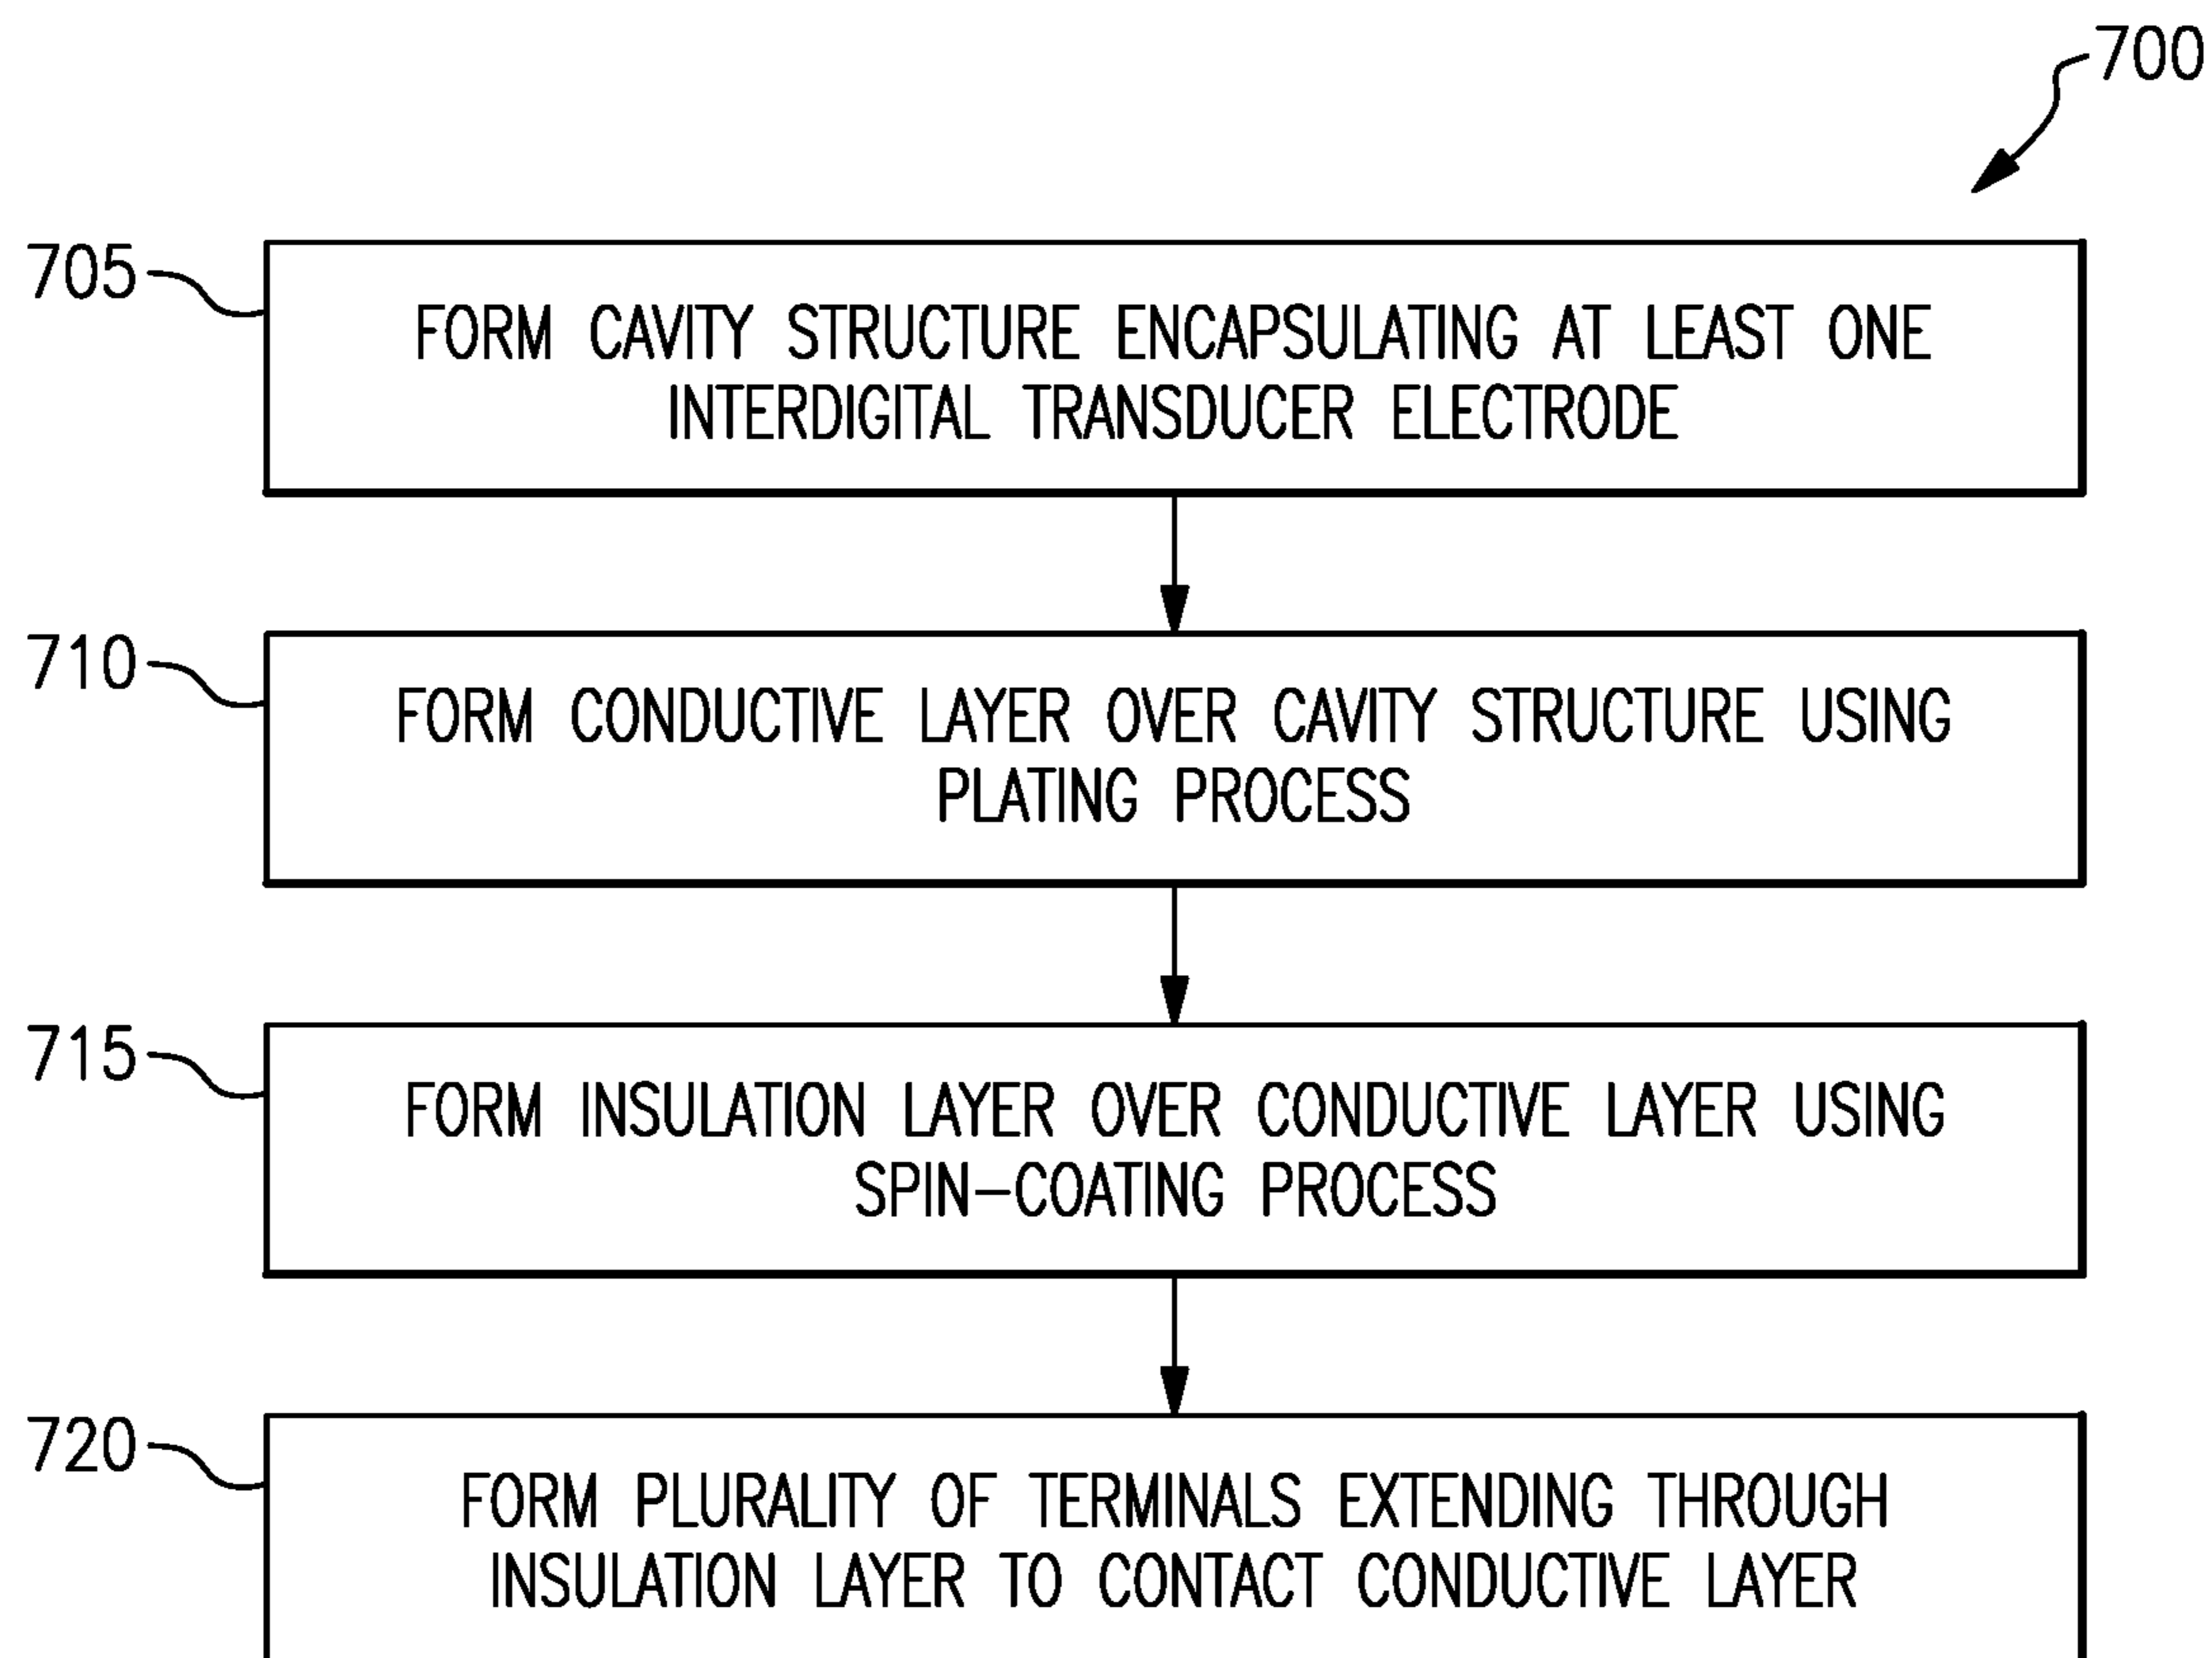 700
705
FORM CAVITY STRUCTURE ENCAPSULATING AT LEAST ONE
INTERDIGITAL TRANSDUCER ELECTRODE
710
FORM CONDUCTIVE LAYER OVER CAVITY STRUCTURE USING
PLATING PROCESS
715
FORM INSULATION LAYER OVER CONDUCTIVE LAYER USING
SPIN-COATING PROCESS
720
FORM PLURALITY OF TERMINALS EXTENDING THROUGH
INSULATION LAYER TO CONTACT CONDUCTIVE LAYER